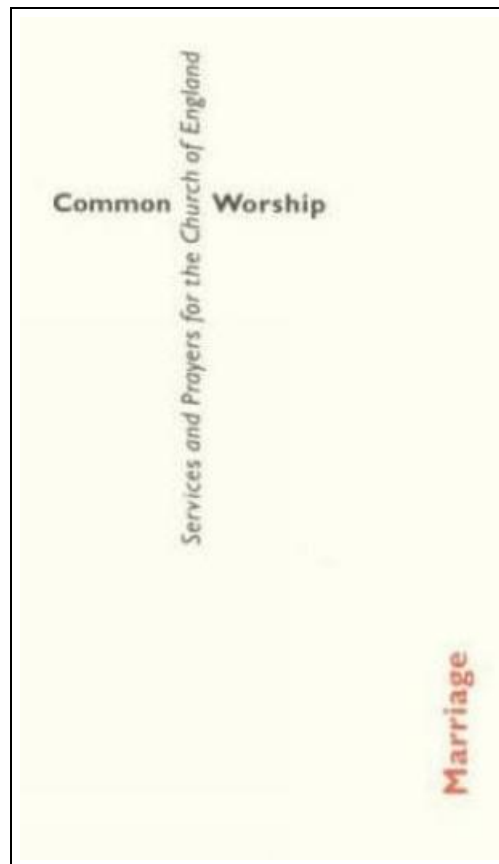 Common Worship
Services and Prayers for the Church of England
Marriage